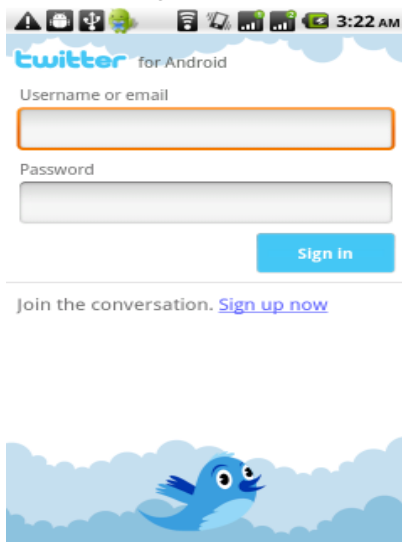 3:22 AM
twitter for Android
Username or email
Password
Sign in
Join the conversation. Sign up now